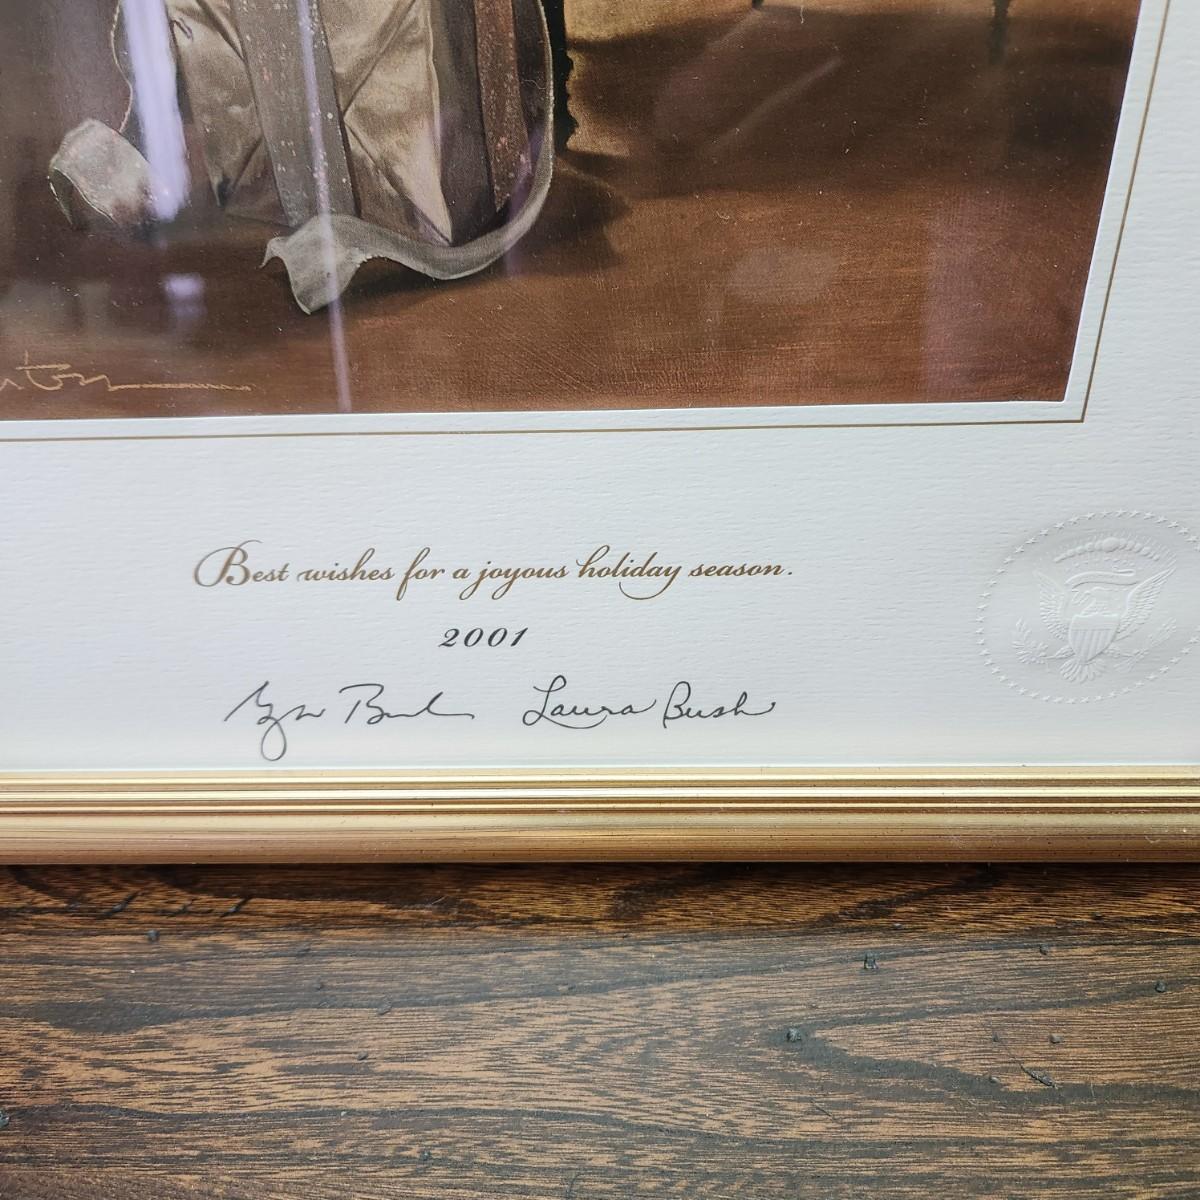 Best wishes for a joyous holiday season.
2001
Laura Bush